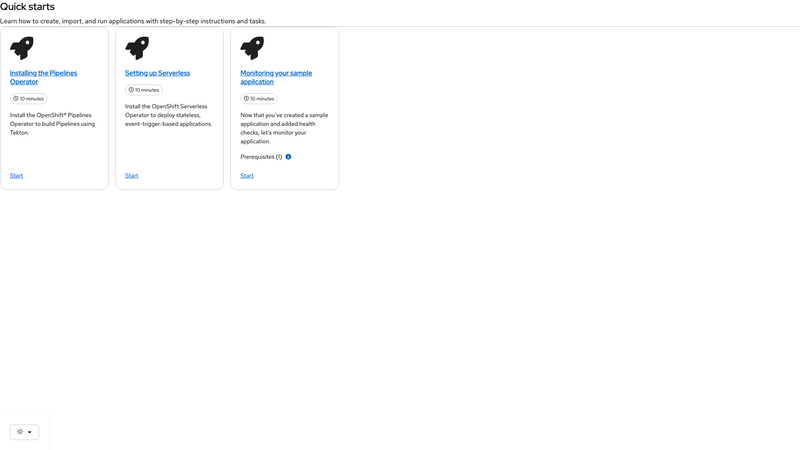 Quick starts
Learn how to create, import, and run applications with step-by-step instructions and tasks.
Installing the Pipelines
Operator
10 minutes
Install the OpenShift® Pipelines
Operator to build Pipelines using
Tekton.
Start
Setting up Serverless
10 minutes
Install the OpenShift Serverless
Operator to deploy stateless,
event-trigger-based applications.
Start
Monitoring your sample
application
10 minutes
Now that you've created a sample
application and added health
checks, let's monitor your
application.
Prerequisites (1)
Start